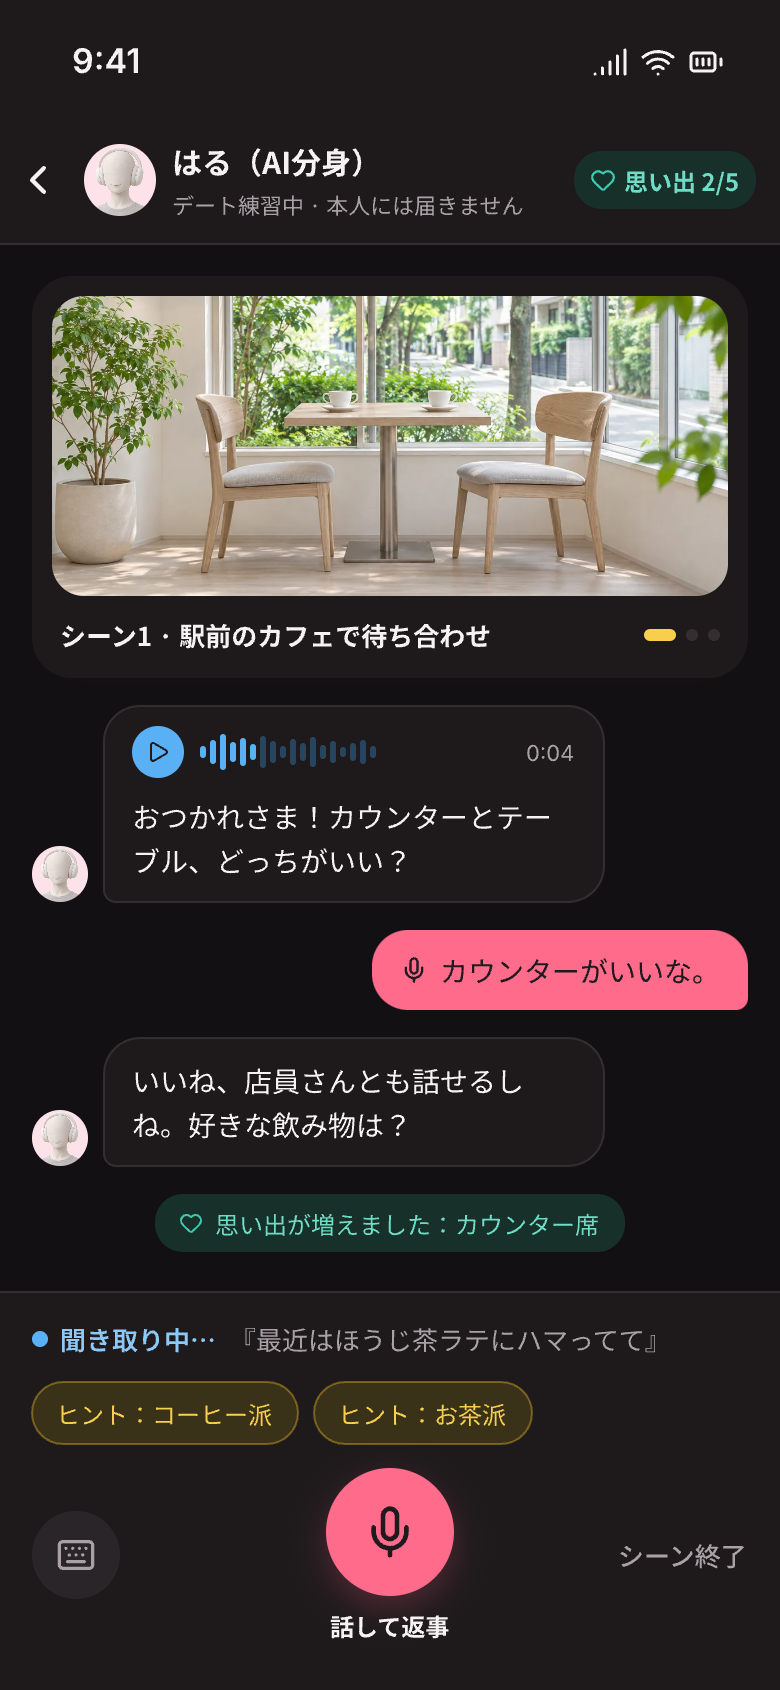 9:41
はる（AI分身）
デート練習中・本人には届きません
思い出 2/5
シーン1・駅前のカフェで待ち合わせ
0:04
おつかれさま！カウンターとテー
ブル、どっちがいい？
カウンターがいいな。
いいね、店員さんとも話せるし
ね。好きな飲み物は？
思い出が増えました：カウンター席
聞き取り中… 『最近はほうじ茶ラテにハマってて』
ヒント：コーヒー派
ヒント：お茶派
シーン終了
話して返事